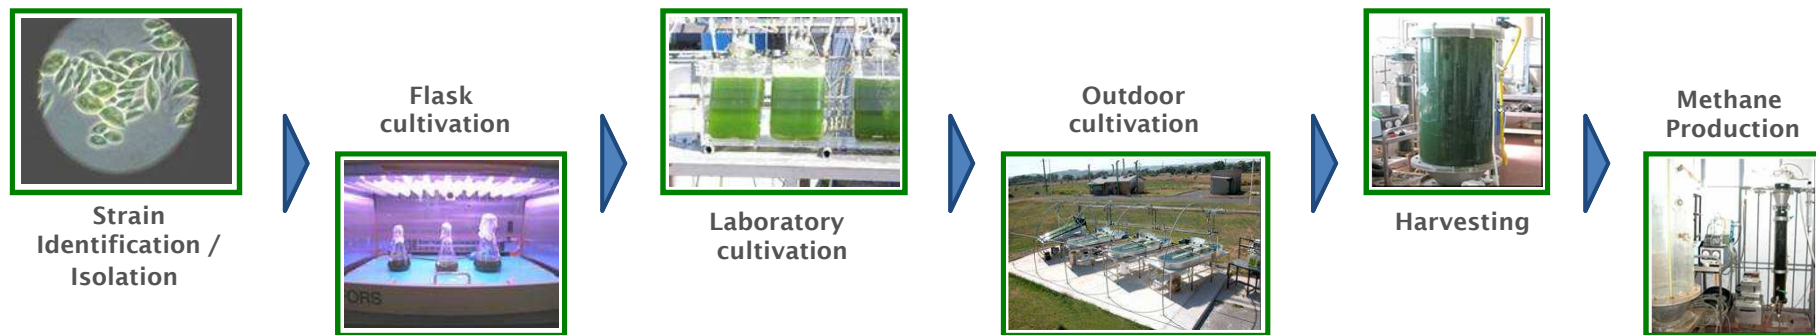 Strain
Identification /
Isolation
Flask
cultivation
Laboratory
cultivation
Outdoor
cultivation
Harvesting
Methane
Production